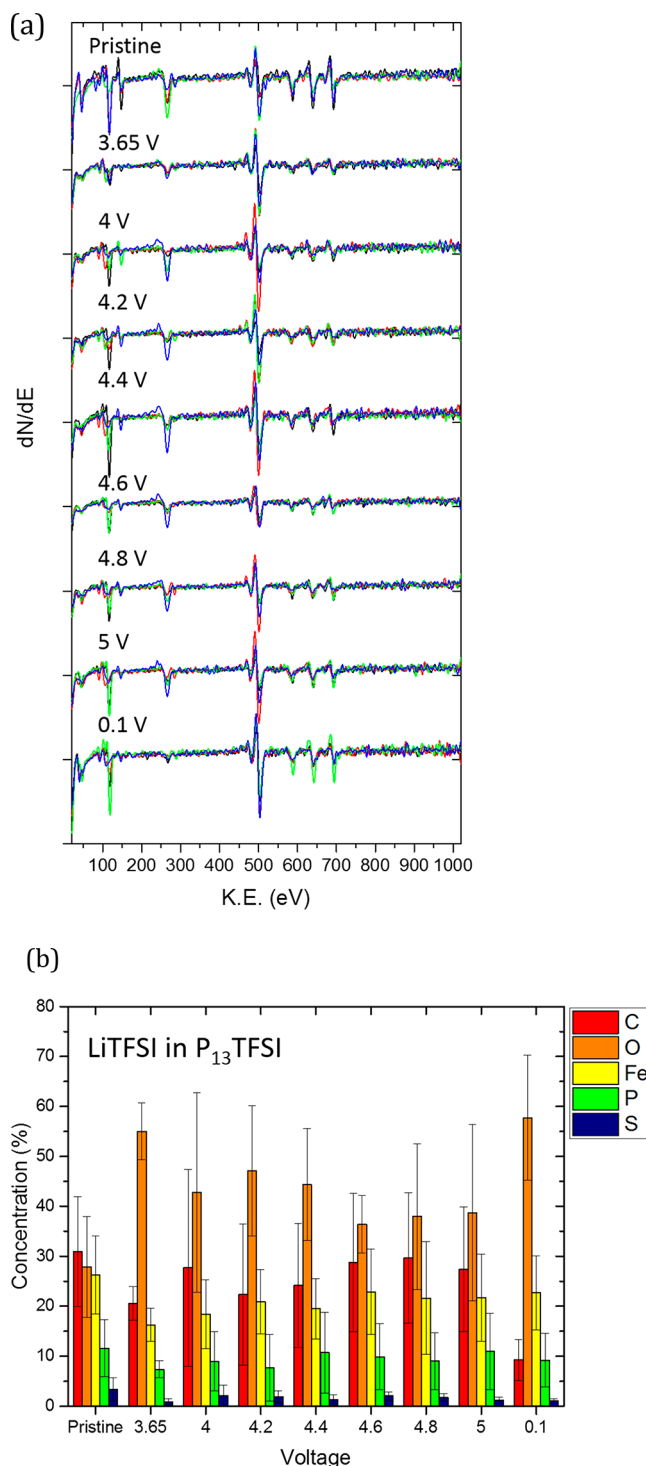 (a)
Pristine
3.65 V
4 V
4.2 V
4.4 V
4.6 V
4.8 V
5 V
0.1 V
dN/dE
100 200 300 400 500 600 700 800 900 1000
K.E. (eV)
(b)
80
70
60
50
40
30
20
10
0
Concentration (%)
LiTFSI in P₁₃TFSI
C
O
Fe
P
S
Pristine 3.65 4 4.2 4.4 4.6 4.8 5 0.1
Voltage